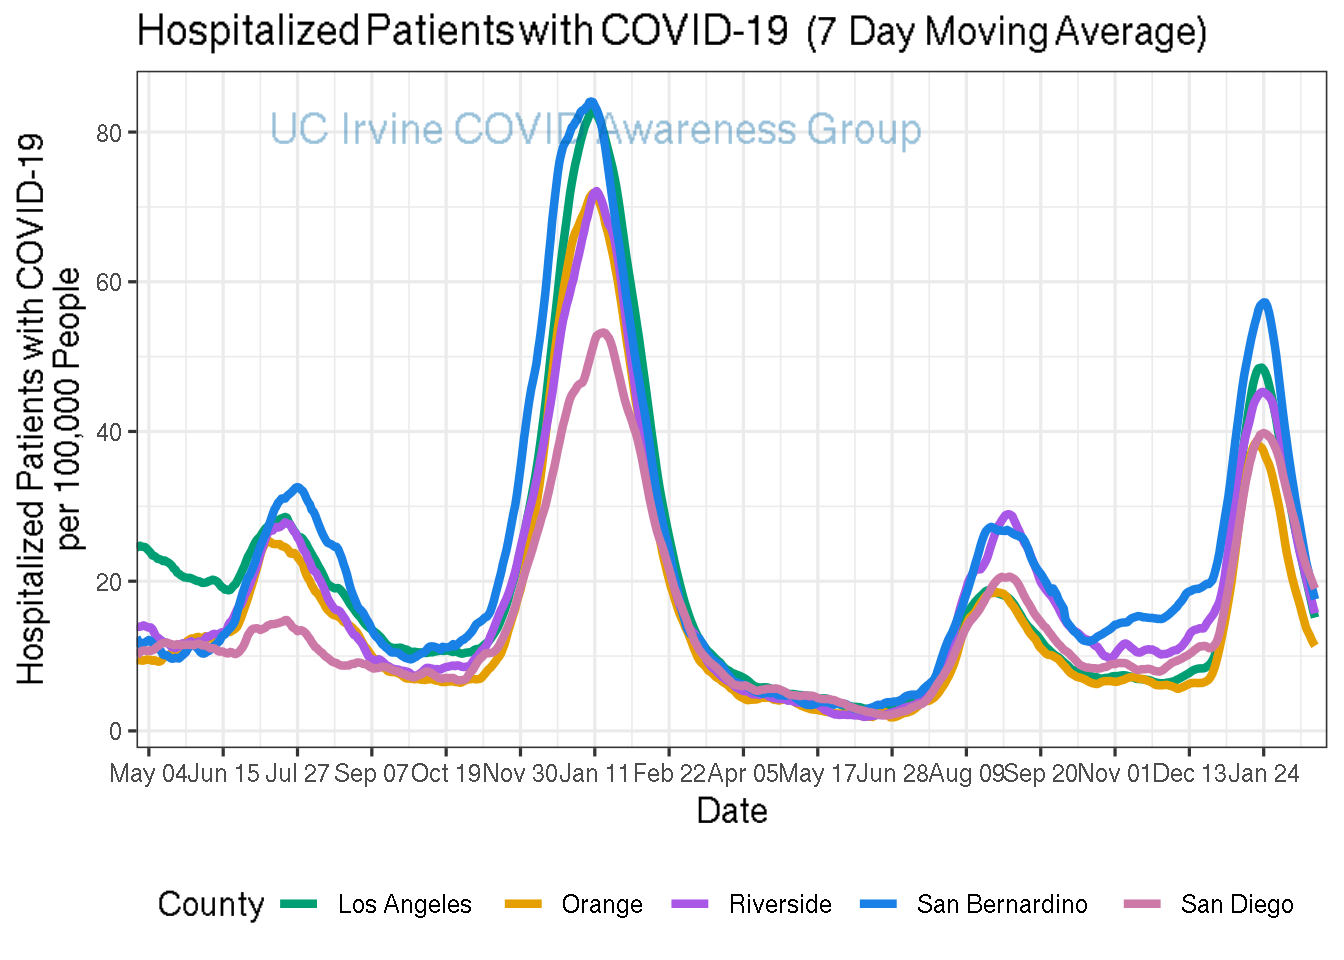 Hospitalized Patients with COVID-19 (7 Day Moving Average)
UC Irvine COVID Awareness Group
Hospitalized Patients with COVID-19
per 100,000 People
80
60
40
20
0
May 04 Jun 15 Jul 27 Sep 07 Oct 19 Nov 30 Jan 11 Feb 22 Apr 05 May 17 Jun 28 Aug 09 Sep 20 Nov 01 Dec 13 Jan 24
Date
County Los Angeles Orange Riverside San Bernardino San Diego